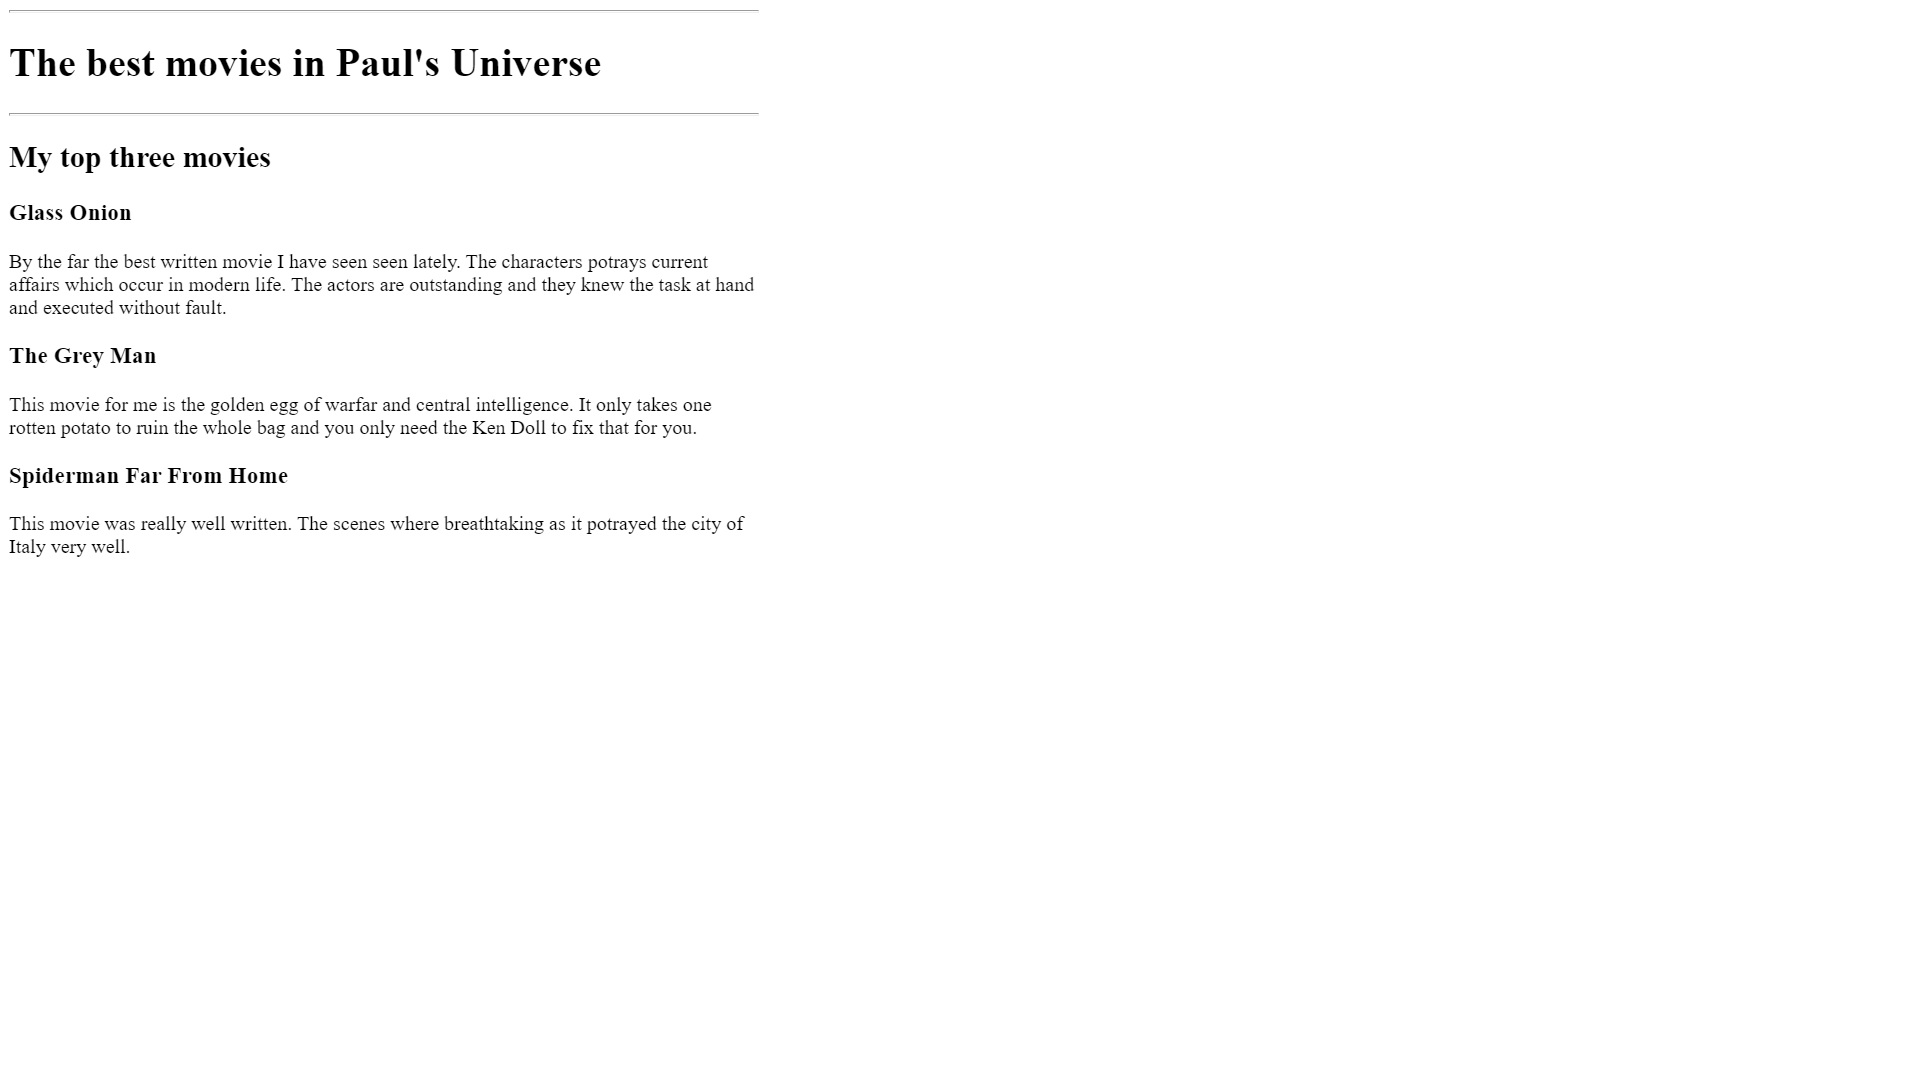 The best movies in Paul's Universe
My top three movies
Glass Onion
By the far the best written movie I have seen seen lately. The characters potrays current
affairs which occur in modern life. The actors are outstanding and they knew the task at hand
and executed without fault.
The Grey Man
This movie for me is the golden egg of warfar and central intelligence. It only takes one
rotten potato to ruin the whole bag and you only need the Ken Doll to fix that for you.
Spiderman Far From Home
This movie was really well written. The scenes where breathtaking as it potrayed the city of
Italy very well.